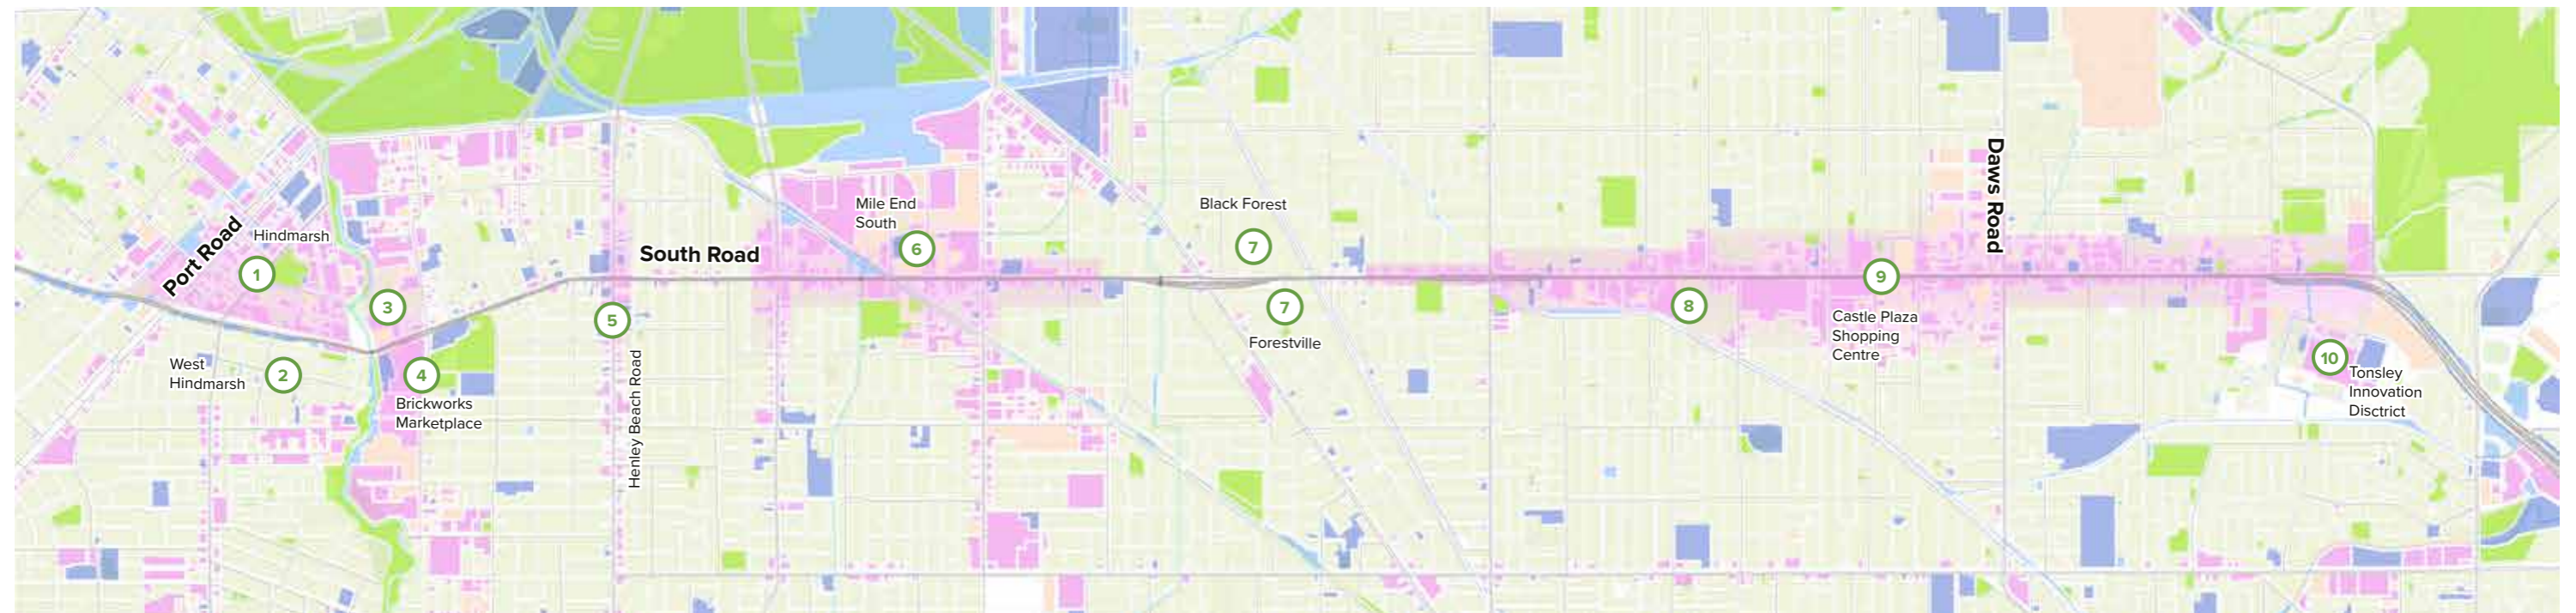 Port Road
Hindmarsh
1
West
Hindmarsh
2
3
4
Brickworks
Marketplace
5
Henley Beach Road
South Road
Mile End
South
6
Black Forest
7
7
Forestville
8
9
Castle Plaza
Shopping
Centre
Daws Road
10
Tonsley
Innovation
Disctrict